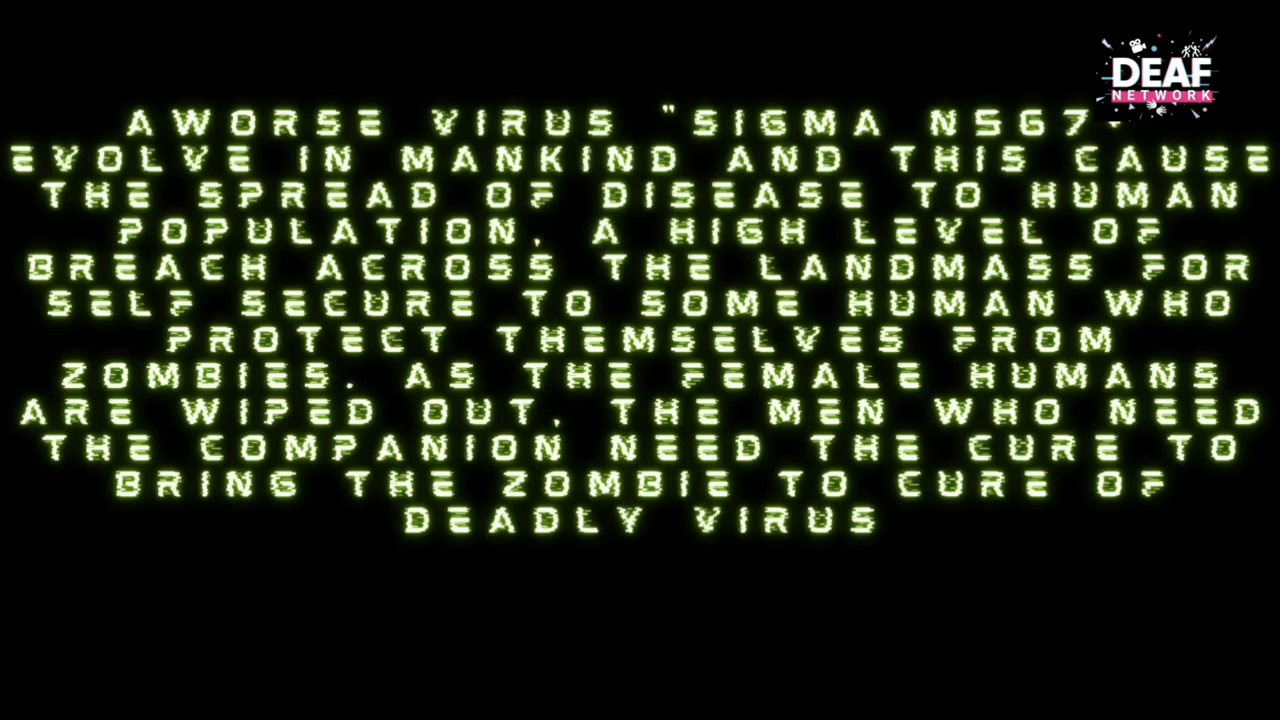 DEAF
NETWORK
AWORSE VIRUS "SIGMA NSG7"
EVOLVE IN MANKIND AND THIS CAUSE
THE SPREAD OF DISEASE TO HUMAN
POPULATION, A HIGH LEVEL OF
BREACH ACROSS THE LANDMASS FOR
SELF SECURE TO SOME HUMAN WHO
PROTECT THEMSELVES FROM
ZOMBIES. AS THE FEMALE HUMANS
ARE WIPED OUT, THE MEN WHO NEED
THE COMPANION NEED THE CURE TO
BRING THE ZOMBIE TO CURE OF
DEADLY VIRUS